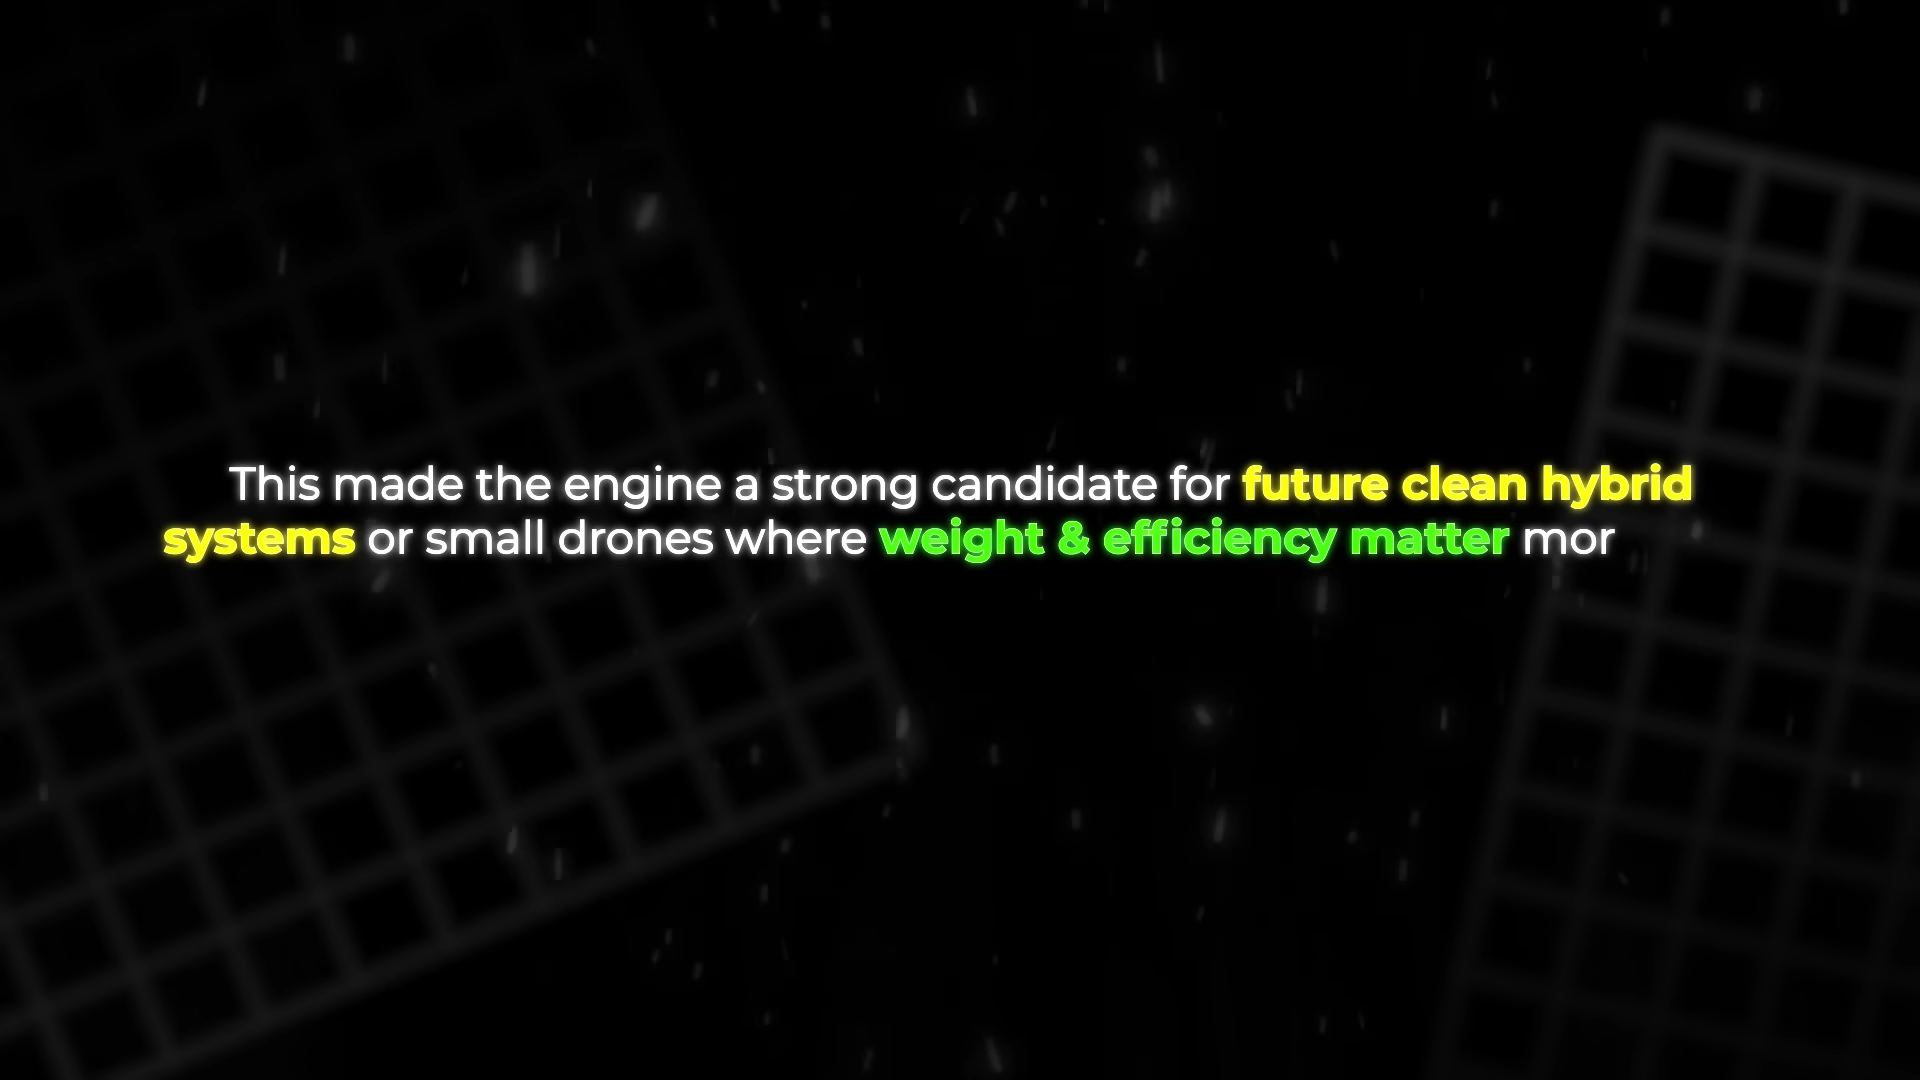 This made the engine a strong candidate for future clean hybrid
systems or small drones where weight & efficiency matter mor